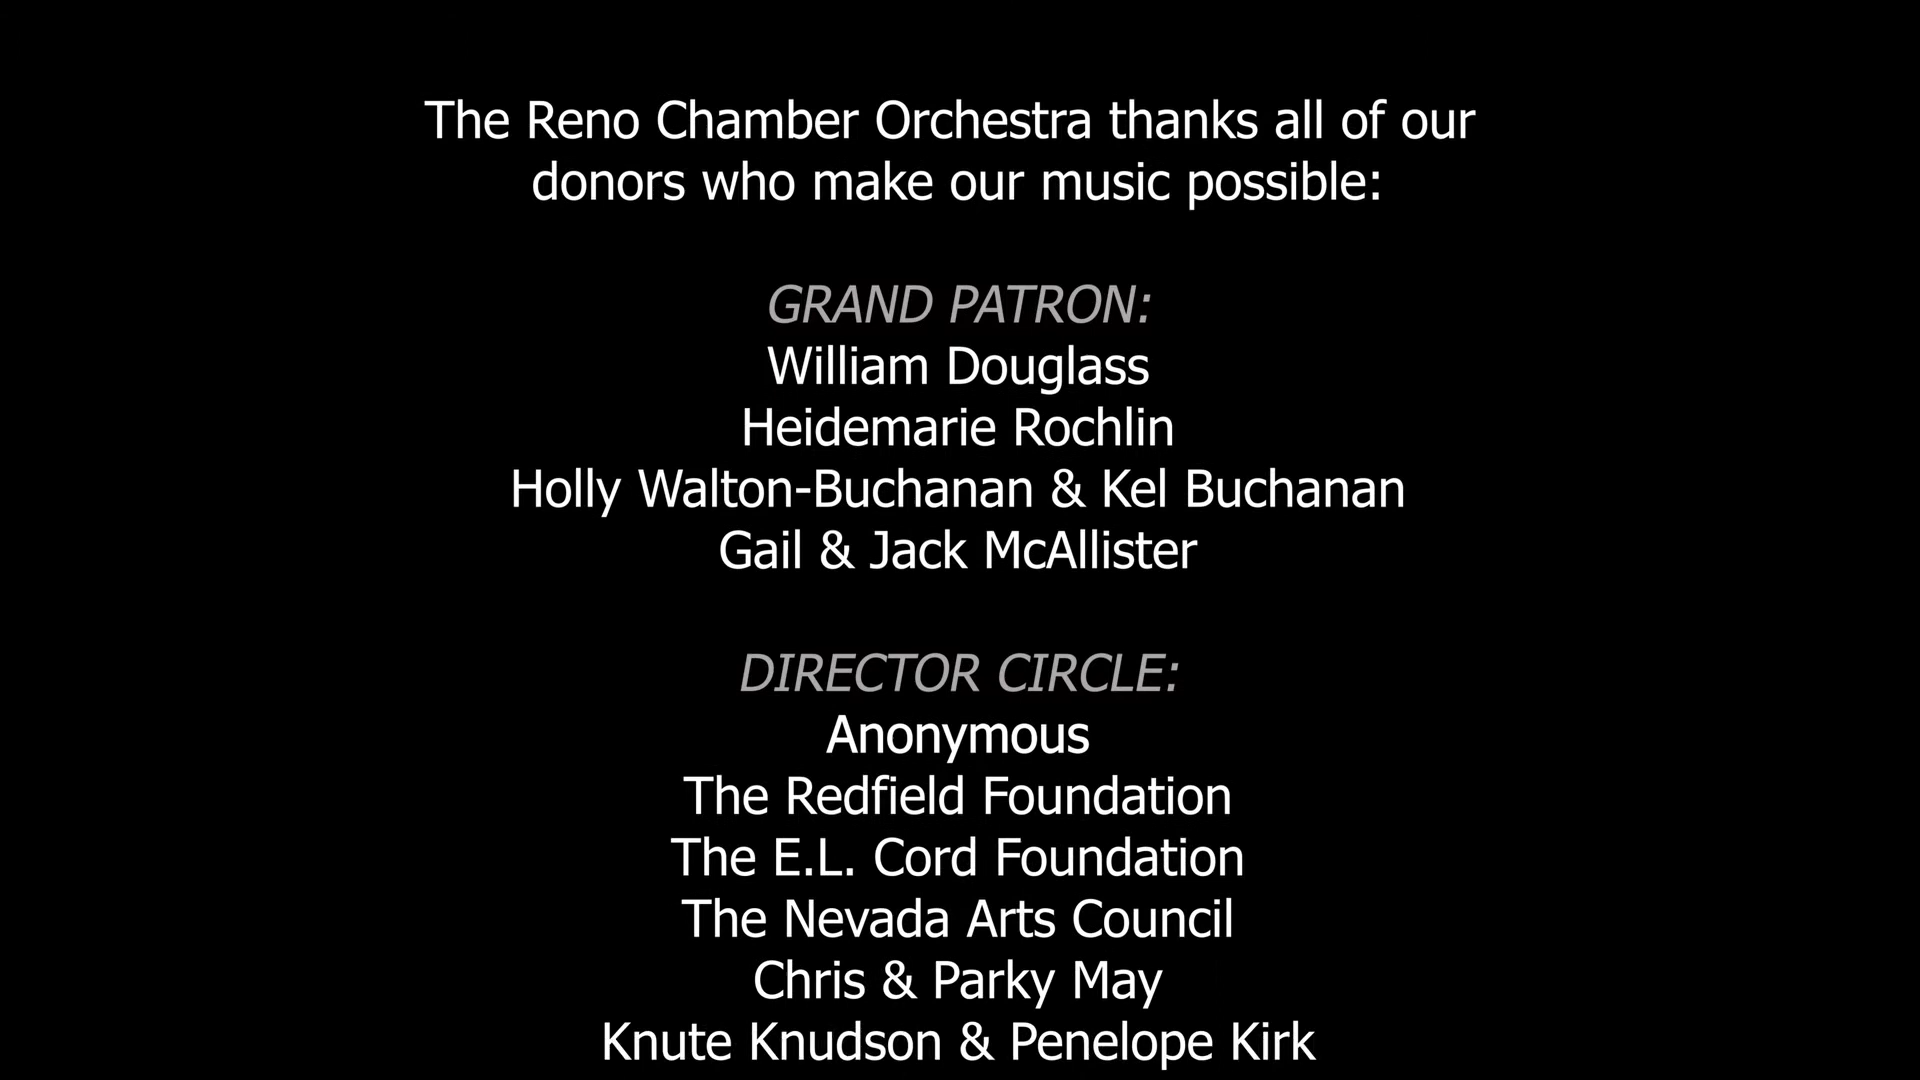 The Reno Chamber Orchestra thanks all of our
donors who make our music possible:
GRAND PATRON:
William Douglass
Heidemarie Rochlin
Holly Walton-Buchanan & Kel Buchanan
Gail & Jack McAllister
DIRECTOR CIRCLE:
Anonymous
The Redfield Foundation
The E.L. Cord Foundation
The Nevada Arts Council
Chris & Parky May
Knute Knudson & Penelope Kirk